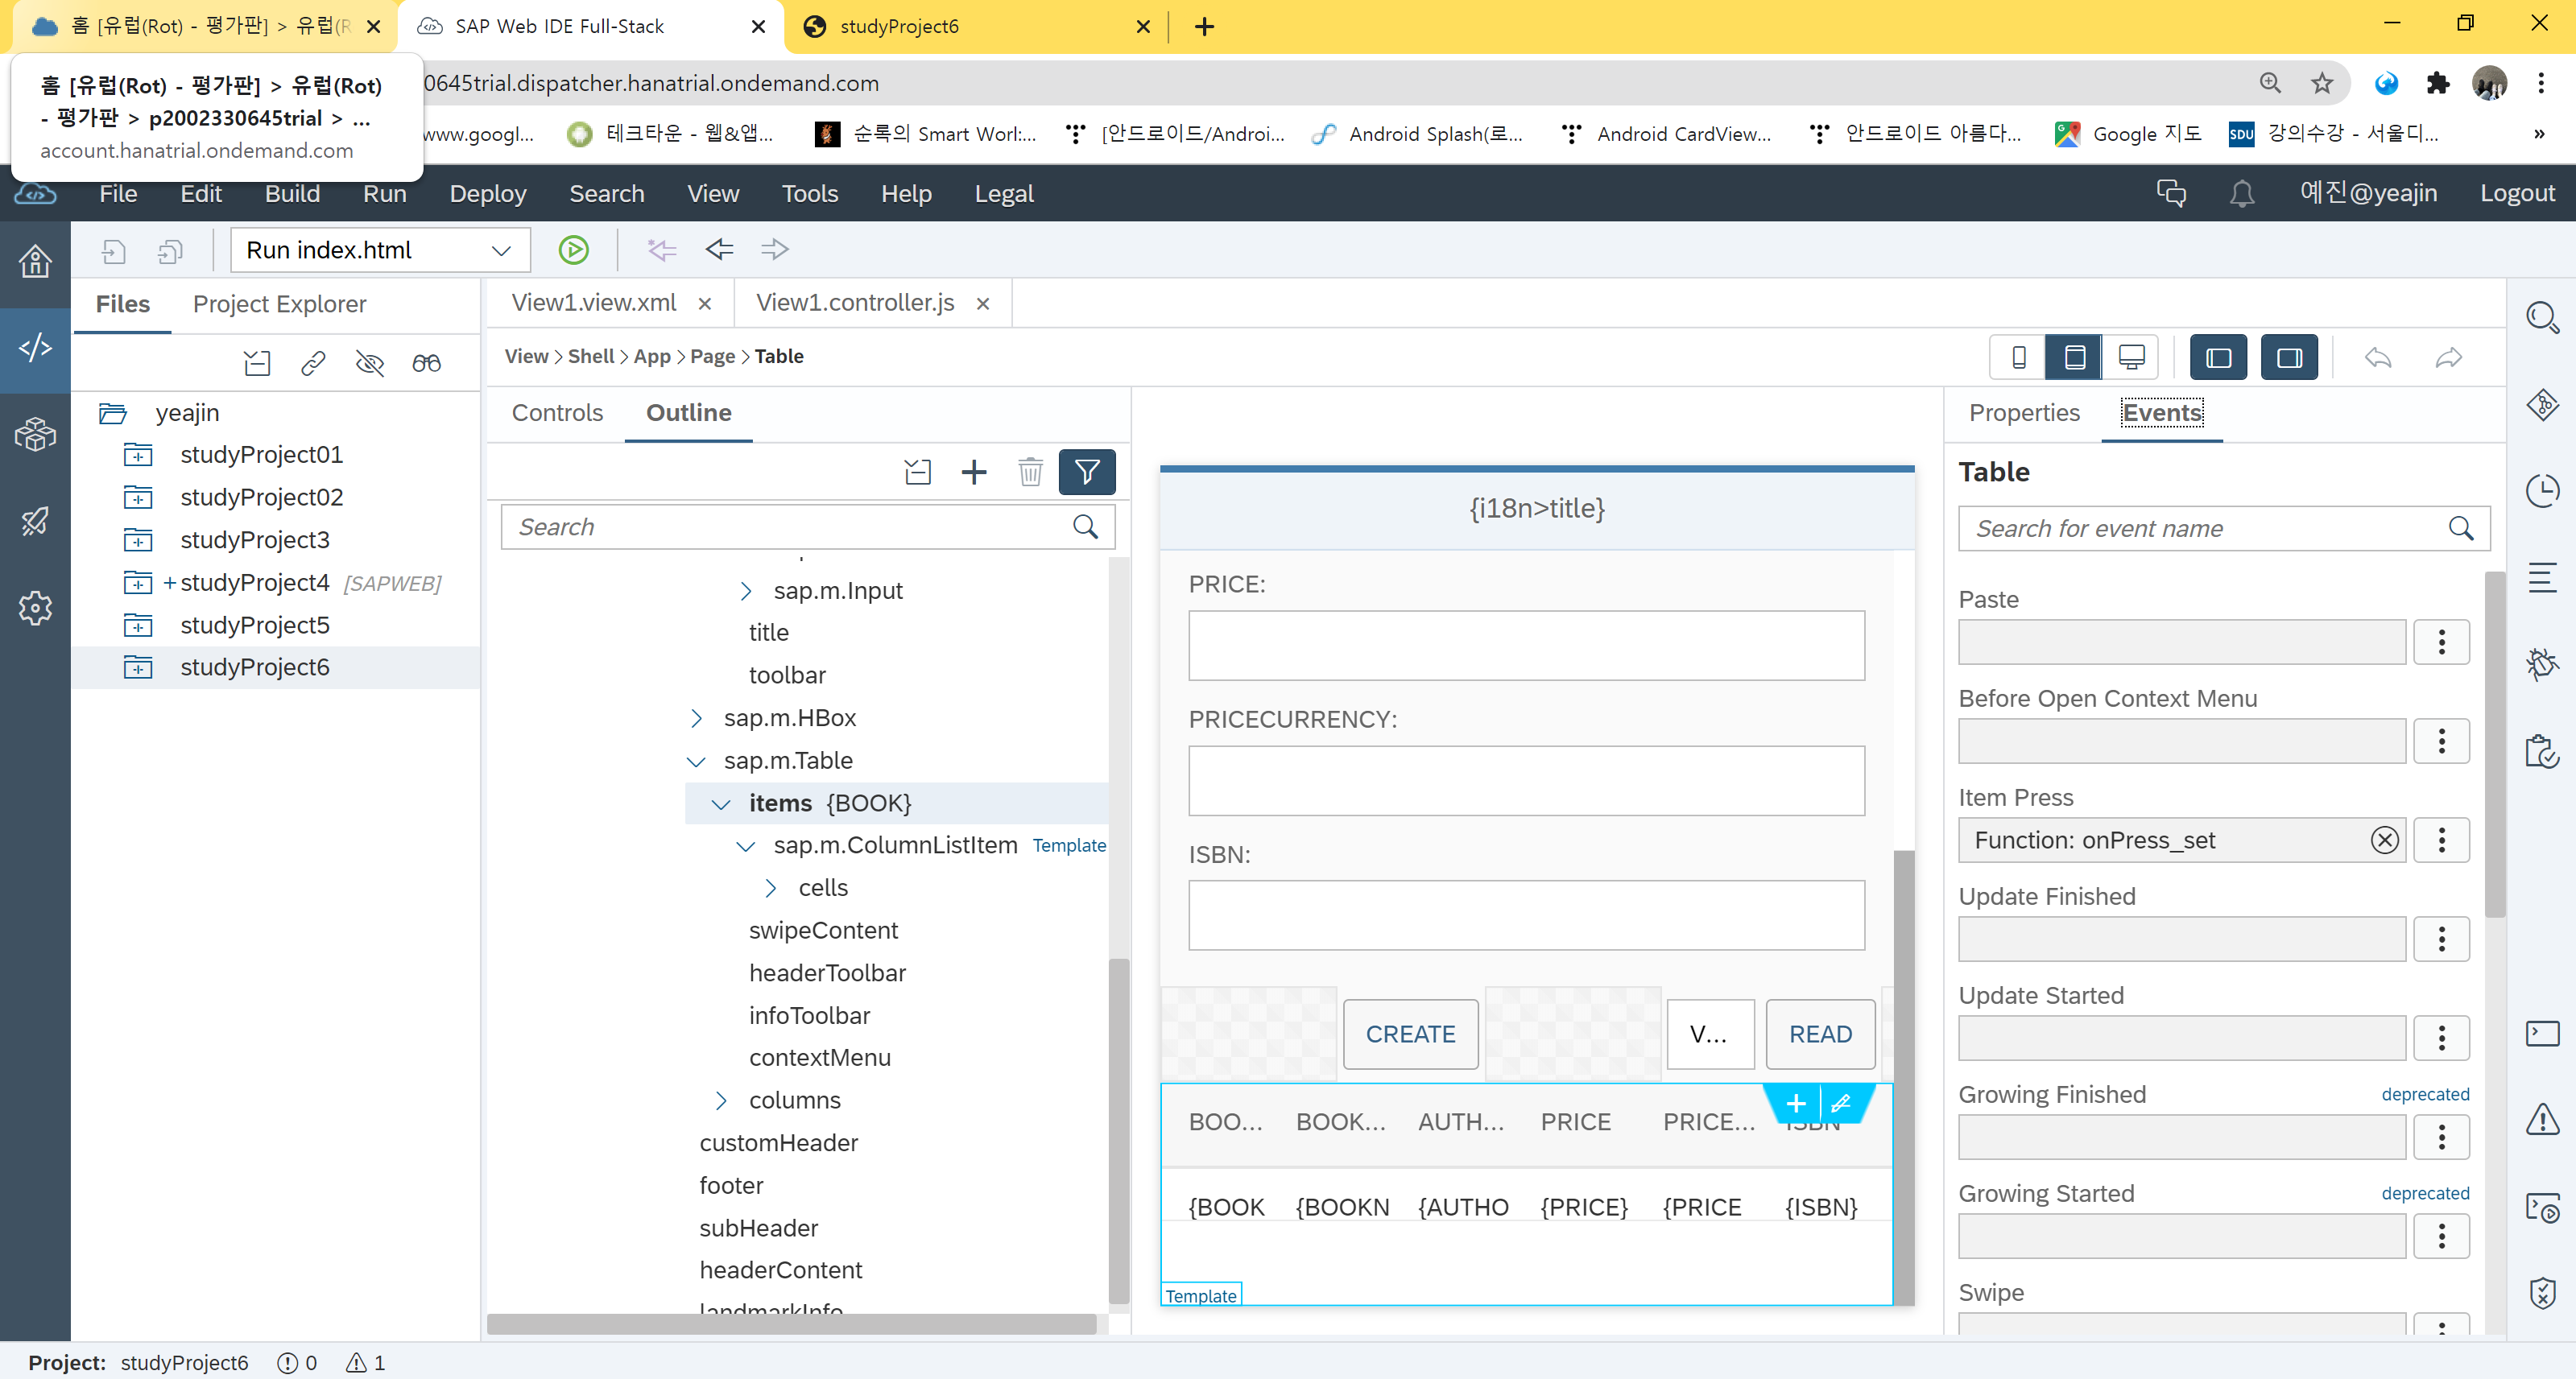 홈 [유럽(Rot) - 평가판] > 유럽(R
SAP Web IDE Full-Stack
studyProject6
홈 [유럽(Rot) - 평가판] > 유럽(Rot)
- 평가판 > p2002330645trial > ...
account.hanatrial.ondemand.com
0645trial.dispatcher.hanatrial.ondemand.com
www.googl...
테크타운 - 웹&앱...
순록의 Smart Worl:...
[안드로이드/Androi...
Android Splash(로...
Android CardView...
안드로이드 아름다...
Google 지도
SDU
강의수강 - 서울디...
»
File
Edit
Build
Run
Deploy
Search
View
Tools
Help
Legal
예진@yeajin
Logout
Run index.html
Files
Project Explorer
View1.view.xml
View1.controller.js
View > Shell > App > Page > Table
yeajin
studyProject01
studyProject02
studyProject3
+ studyProject4 [SAPWEB]
studyProject5
studyProject6
Controls
Outline
Search
sap.m.Input
title
toolbar
sap.m.HBox
sap.m.Table
items {BOOK}
sap.m.ColumnListItem Template
cells
swipeContent
headerToolbar
infoToolbar
contextMenu
columns
customHeader
footer
subHeader
headerContent
landmarkInfo
{i18n>title}
PRICE:
PRICECURRENCY:
ISBN:
CREATE
V...
READ
BOO...
BOOK...
AUTH...
PRICE
PRICE...
ISBN
{BOOK
{BOOKN
{AUTHO
{PRICE}
{PRICE
{ISBN}
Template
Properties
Events
Table
Search for event name
Paste
Before Open Context Menu
Item Press
Function: onPress_set
Update Finished
Update Started
Growing Finished
deprecated
Growing Started
deprecated
Swipe
Project: studyProject6
0
1